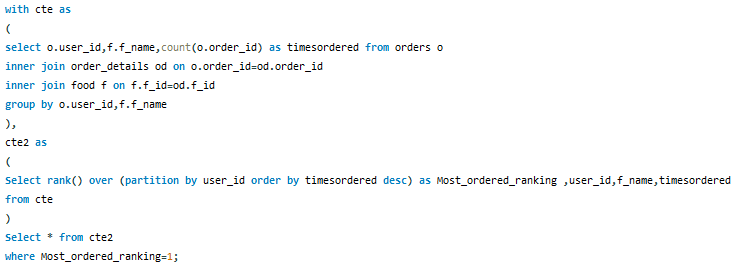 with cte as
(
select o.user_id,f.f_name,count(o.order_id) as timesordered from orders o
inner join order_details od on o.order_id=od.order_id
inner join food f on f.f_id=od.f_id
group by o.user_id,f.f_name
),
cte2 as
(
Select rank() over (partition by user_id order by timesordered desc) as Most_ordered_ranking ,user_id,f_name,timesordered
from cte
)
Select * from cte2
where Most_ordered_ranking=1;